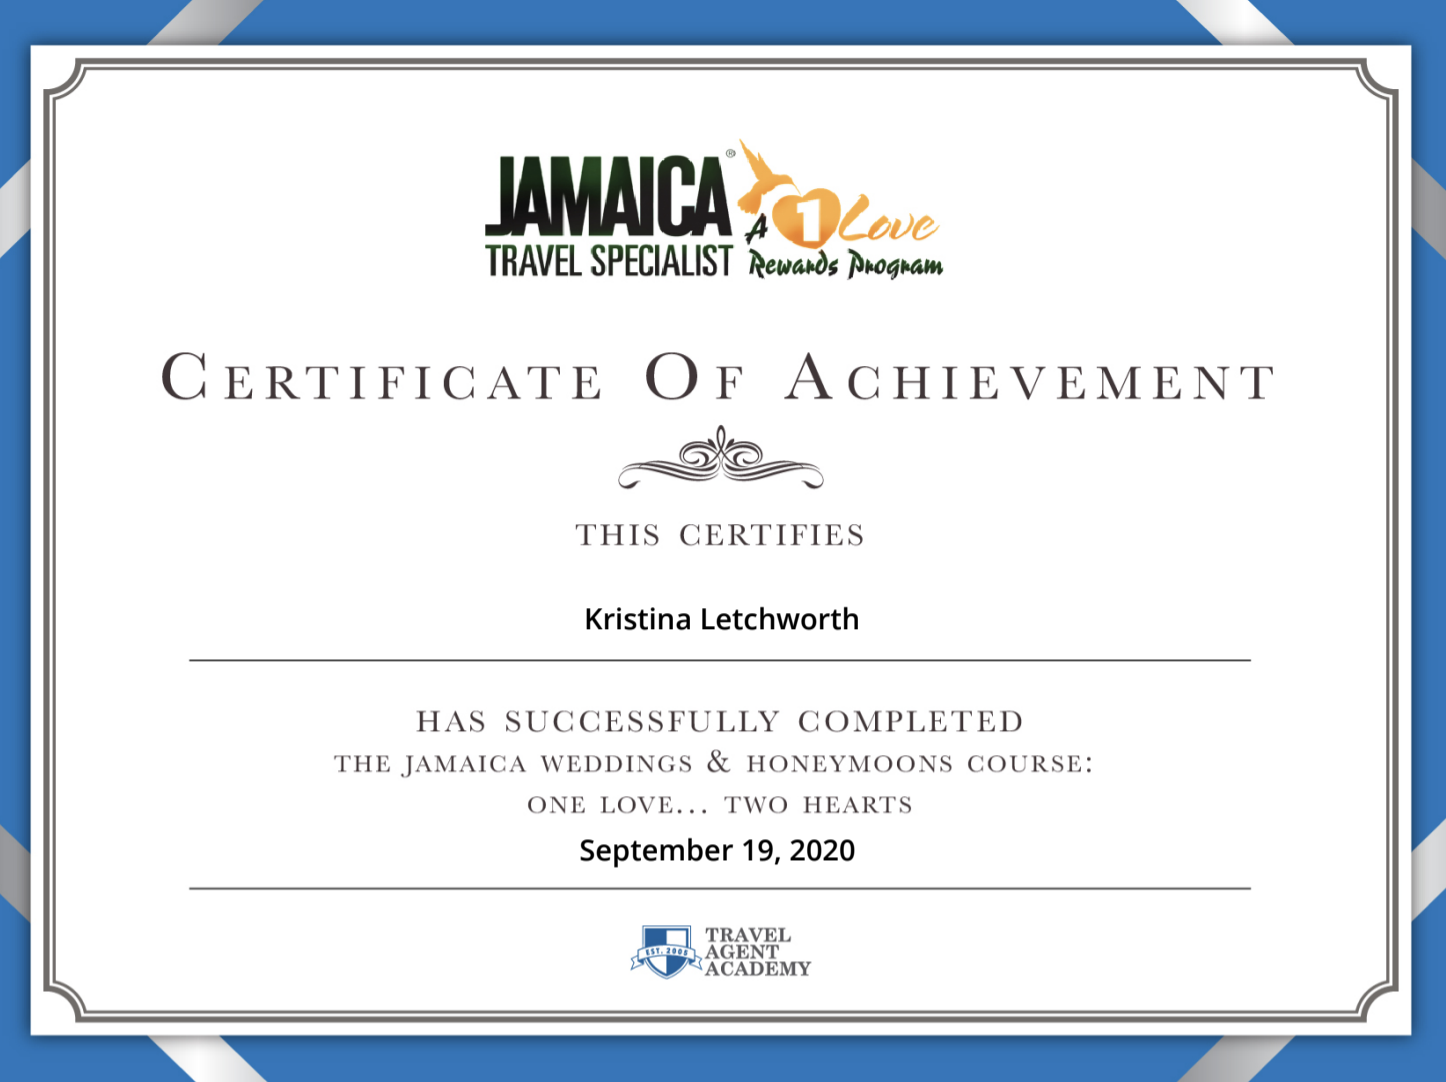 JAMAICA®
TRAVEL SPECIALIST
A 1 Love
Rewards Program
CERTIFICATE OF ACHIEVEMENT
THIS CERTIFIES
Kristina Letchworth
HAS SUCCESSFULLY COMPLETED
THE JAMAICA WEDDINGS & HONEYMOONS COURSE:
ONE LOVE... TWO HEARTS
September 19, 2020
EST. 2005
TRAVEL
AGENT
ACADEMY